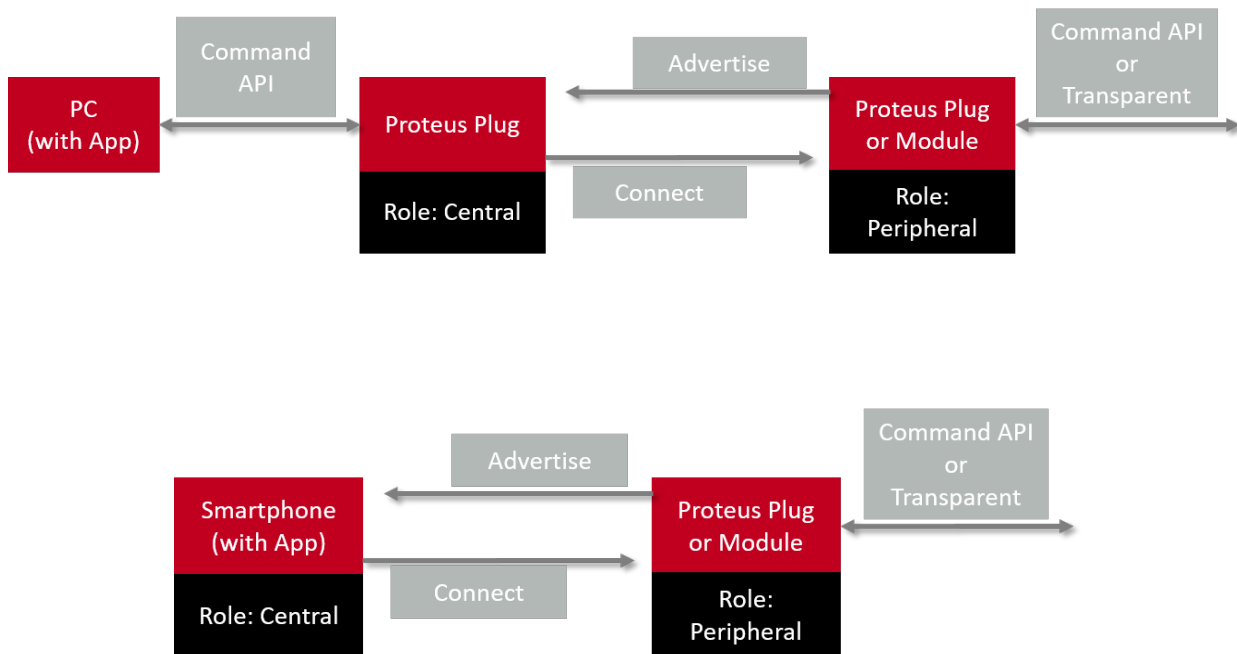 Command
API
Advertise
Command API
or
Transparent
PC
(with App)
Proteus Plug
Proteus Plug
or Module
Connect
Role: Central
Role:
Peripheral
Advertise
Command API
or
Transparent
Smartphone
(with App)
Proteus Plug
or Module
Connect
Role: Central
Role:
Peripheral